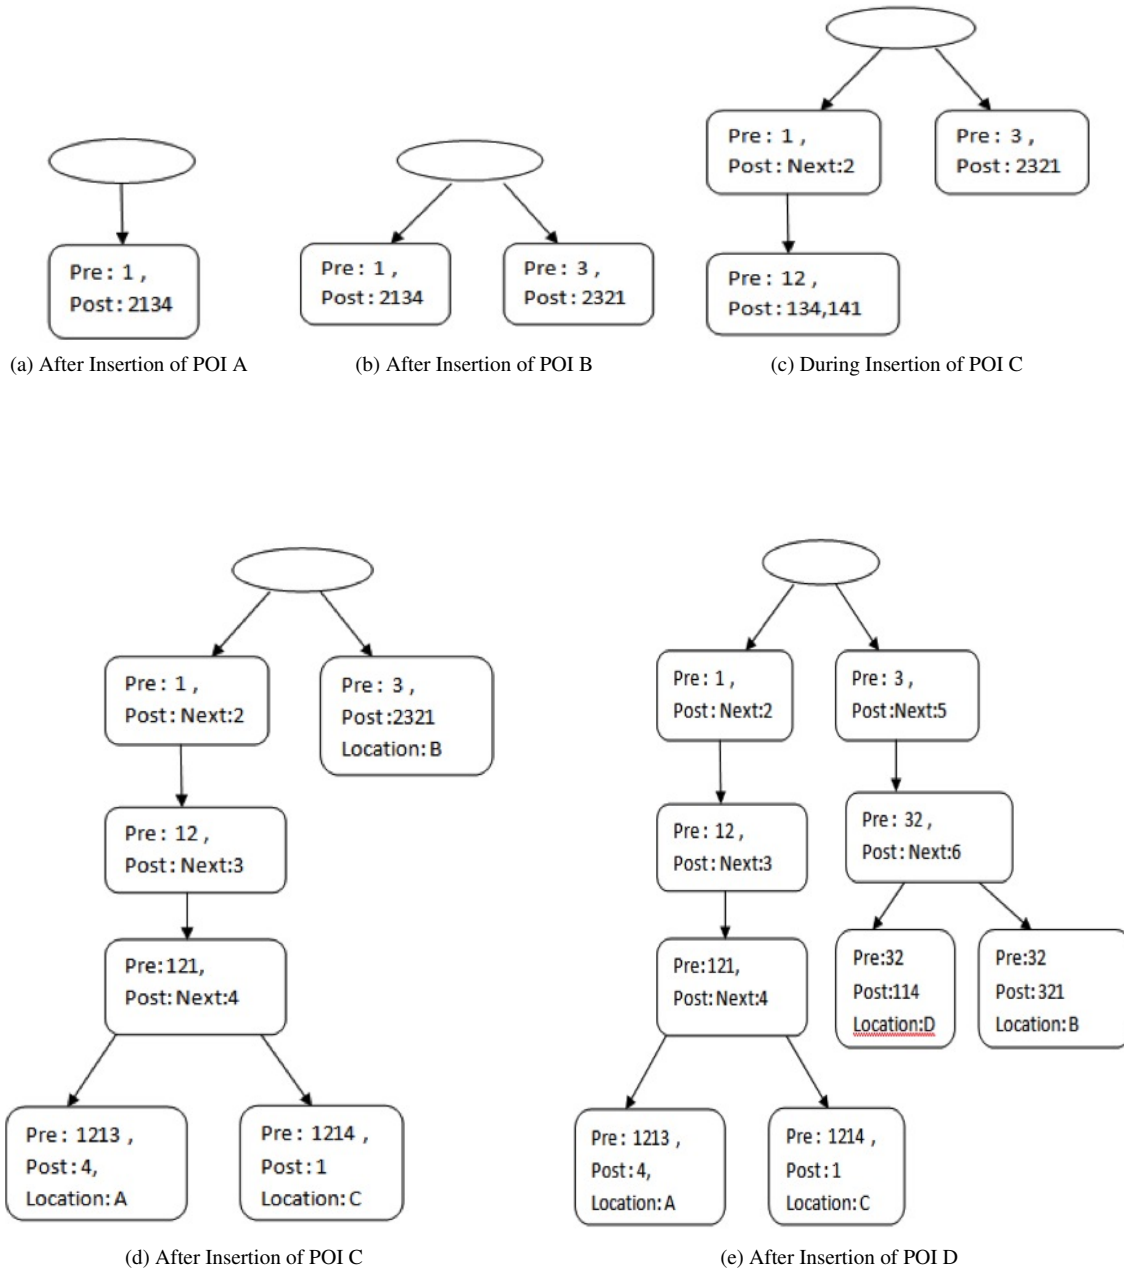 Pre: 1 ,
Post: 2134
(a) After Insertion of POI A
Pre: 1 ,
Post: 2134
Pre: 3 ,
Post: 2321
(b) After Insertion of POI B
Pre: 1 ,
Post: Next:2
Pre: 3 ,
Post: 2321
Pre: 12 ,
Post: 134,141
(c) During Insertion of POI C
Pre: 1 ,
Post: Next:2
Pre: 3 ,
Post:2321
Location: B
Pre: 12 ,
Post: Next:3
Pre:121,
Post: Next:4
Pre: 1213 ,
Post: 4,
Location: A
Pre: 1214 ,
Post: 1
Location: C
(d) After Insertion of POI C
Pre: 1 ,
Post: Next:2
Pre: 3 ,
Post:Next:5
Pre: 12 ,
Post: Next:3
Pre: 32 ,
Post: Next:6
Pre:121,
Post: Next:4
Pre:32
Post:114
Location:D
Pre:32
Post:321
Location: B
Pre: 1213 ,
Post: 4,
Location: A
Pre: 1214 ,
Post: 1
Location: C
(e) After Insertion of POI D